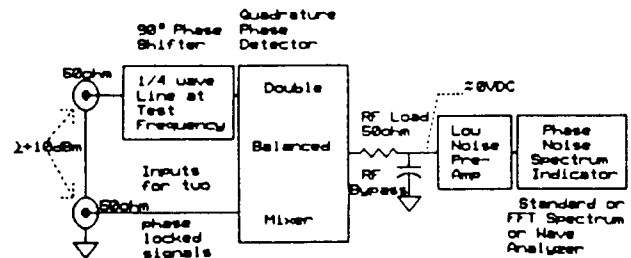 Quadrature
Phase
Detector
90° Phase
Shifter
50ohm
1/4 wave
Line at
Test
Frequency
Double
Balanced
Mixer
≥+10dBm
Inputs
for two
phase
locked
signals
50ohm
≈0VDC
RF Load
50ohm
RF
Bypass
Low
Noise
Pre-
Amp
Phase
Noise
Spectrum
Indicator
Standard or
FFT Spectrum
or Wave
Analyzer